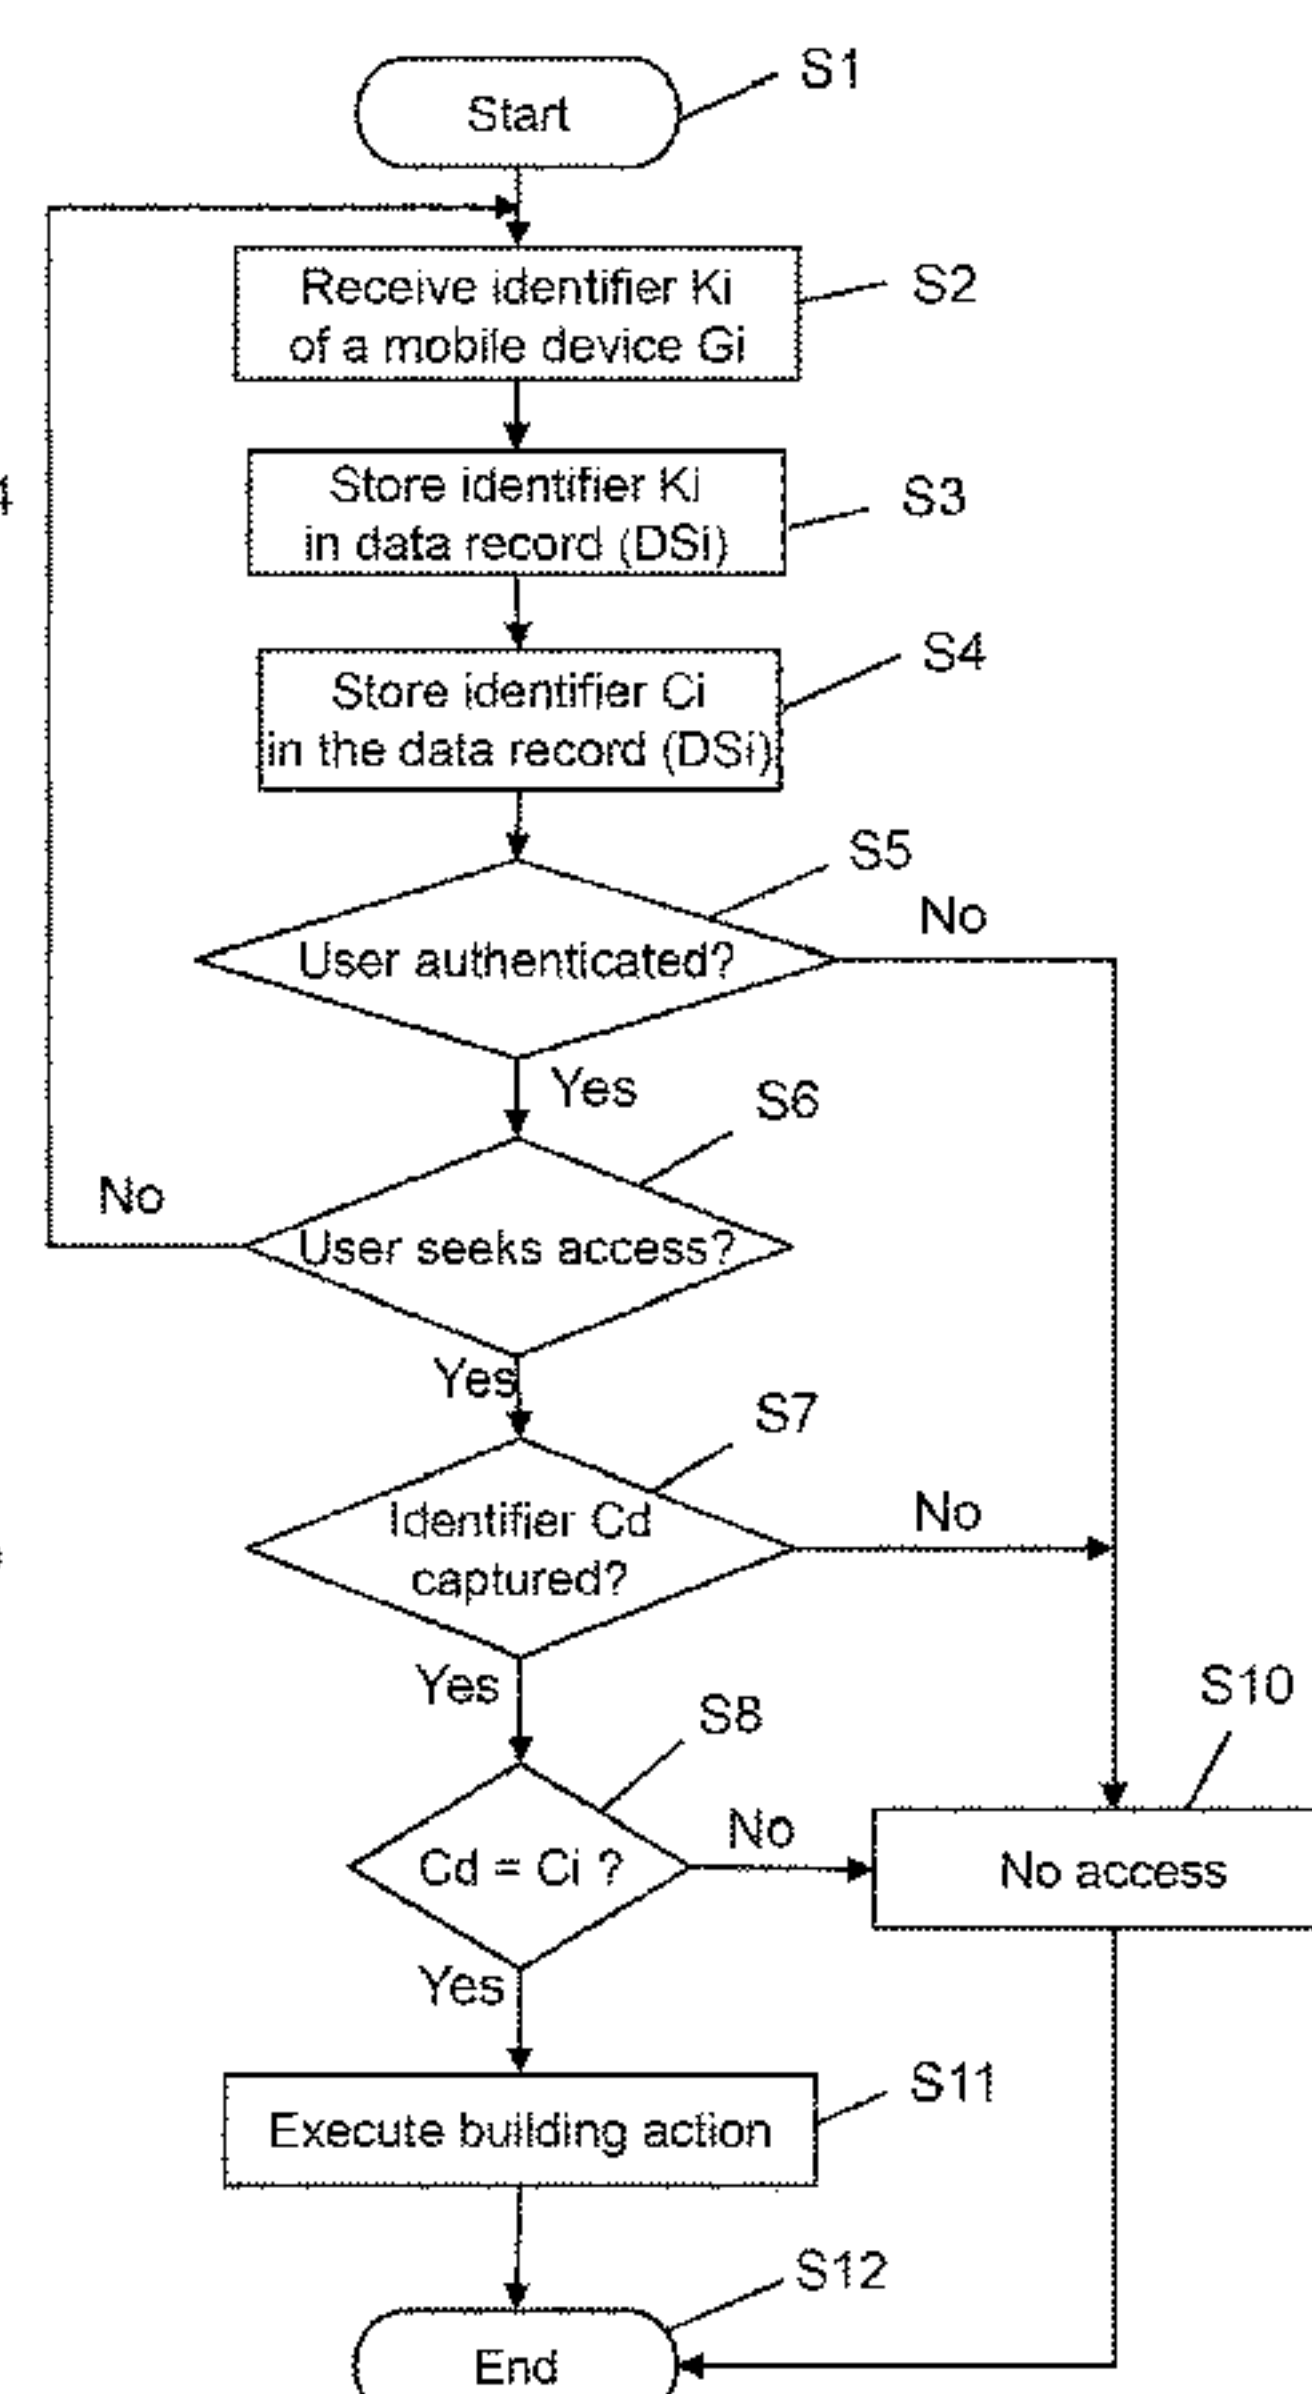 Start
S1
Receive identifier Ki
of a mobile device Gi
S2
Store identifier Ki
in data record (DSi)
S3
4
Store identifier Ci
in the data record (DSi)
S4
User authenticated?
S5
No
Yes
User seeks access?
S6
No
Yes
Identifier Cd
captured?
S7
No
Yes
Cd = Ci ?
S8
No
No access
S10
Yes
Execute building action
S11
End
S12